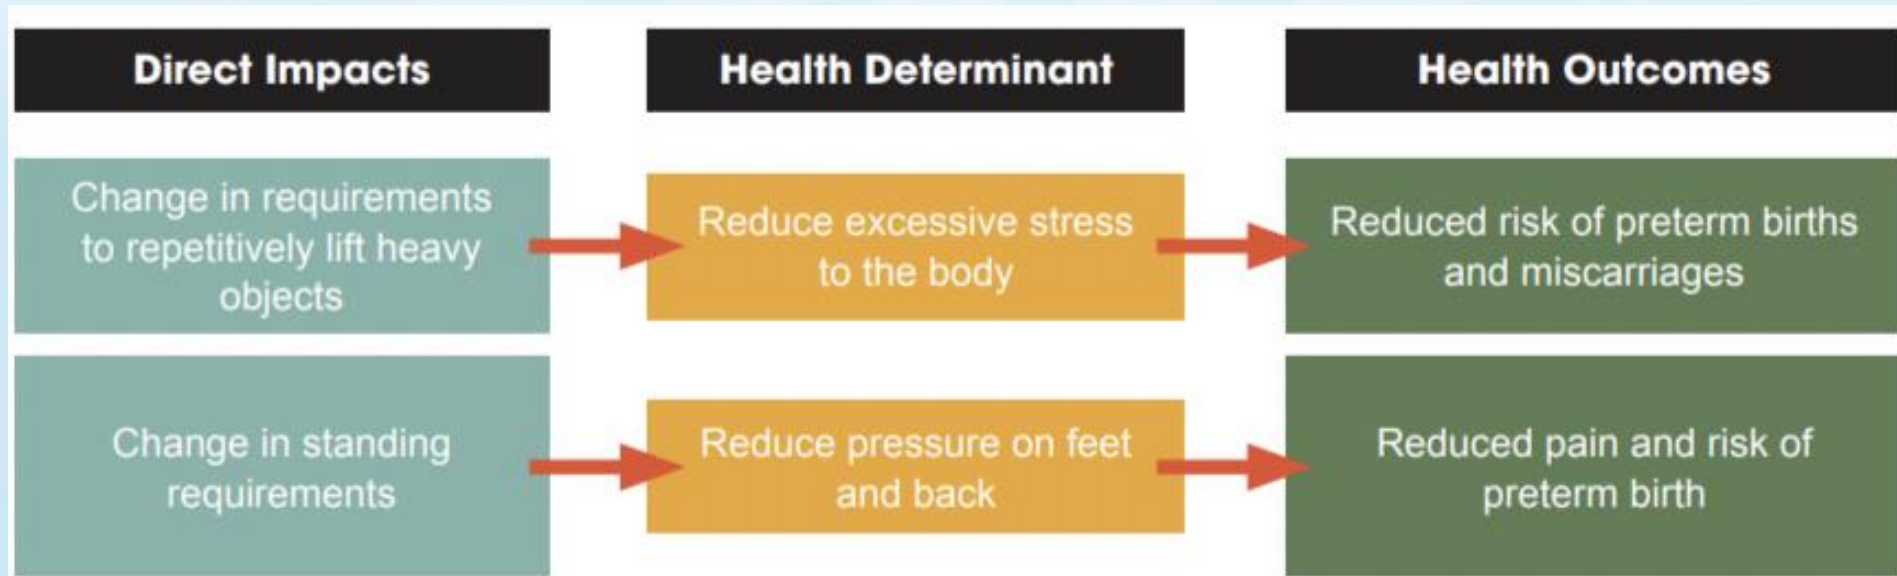 Direct Impacts
Health Determinant
Health Outcomes
Change in requirements
to repetitively lift heavy
objects
Reduce excessive stress
to the body
Reduced risk of preterm births
and miscarriages
Change in standing
requirements
Reduce pressure on feet
and back
Reduced pain and risk of
preterm birth